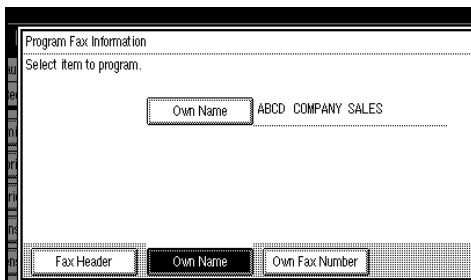 Program Fax Information
Select item to program.
Own Name ABCD COMPANY SALES
Fax Header Own Name Own Fax Number